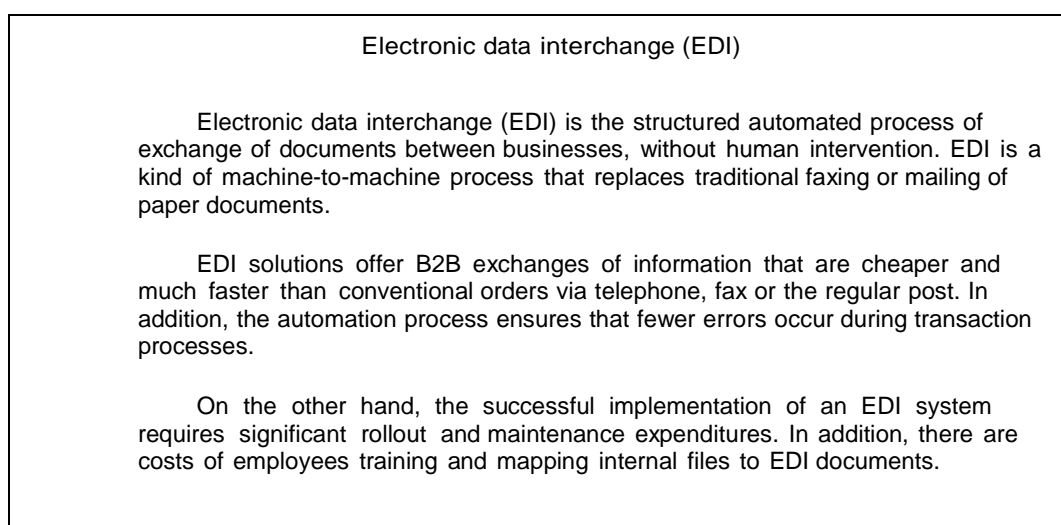 Electronic data interchange (EDI)
Electronic data interchange (EDI) is the structured automated process of
exchange of documents between businesses, without human intervention. EDI is a
kind of machine-to-machine process that replaces traditional faxing or mailing of
paper documents.
EDI solutions offer B2B exchanges of information that are cheaper and
much faster than conventional orders via telephone, fax or the regular post. In
addition, the automation process ensures that fewer errors occur during transaction
processes.
On the other hand, the successful implementation of an EDI system
requires significant rollout and maintenance expenditures. In addition, there are
costs of employees training and mapping internal files to EDI documents.